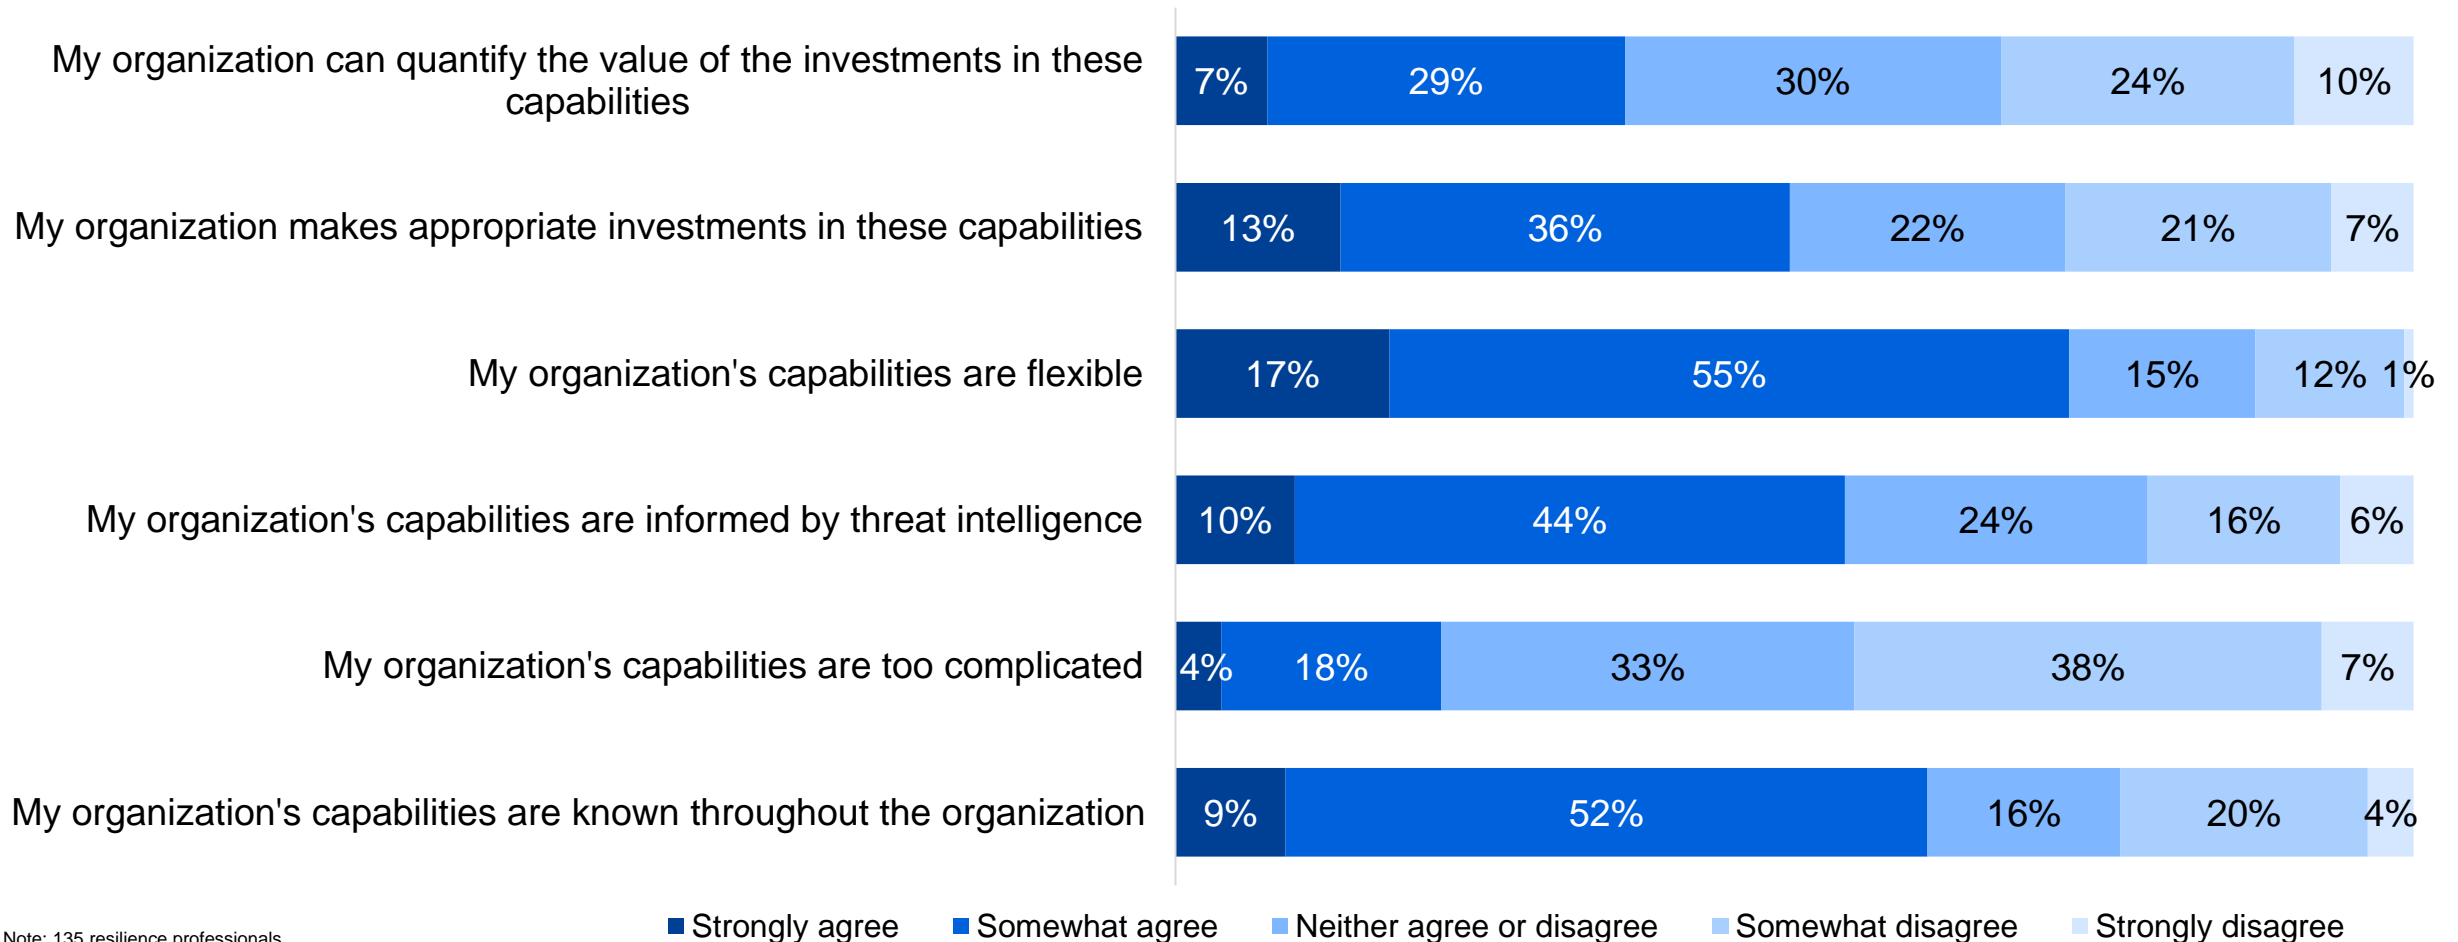 My organization can quantify the value of the investments in these
capabilities
7% 29% 30% 24% 10%
My organization makes appropriate investments in these capabilities
13% 36% 22% 21% 7%
My organization's capabilities are flexible
17% 55% 15% 12% 1%
My organization's capabilities are informed by threat intelligence
10% 44% 24% 16% 6%
My organization's capabilities are too complicated
4% 18% 33% 38% 7%
My organization's capabilities are known throughout the organization
9% 52% 16% 20% 4%
Strongly agree Somewhat agree Neither agree or disagree Somewhat disagree Strongly disagree
Note: 135 resilience professionals